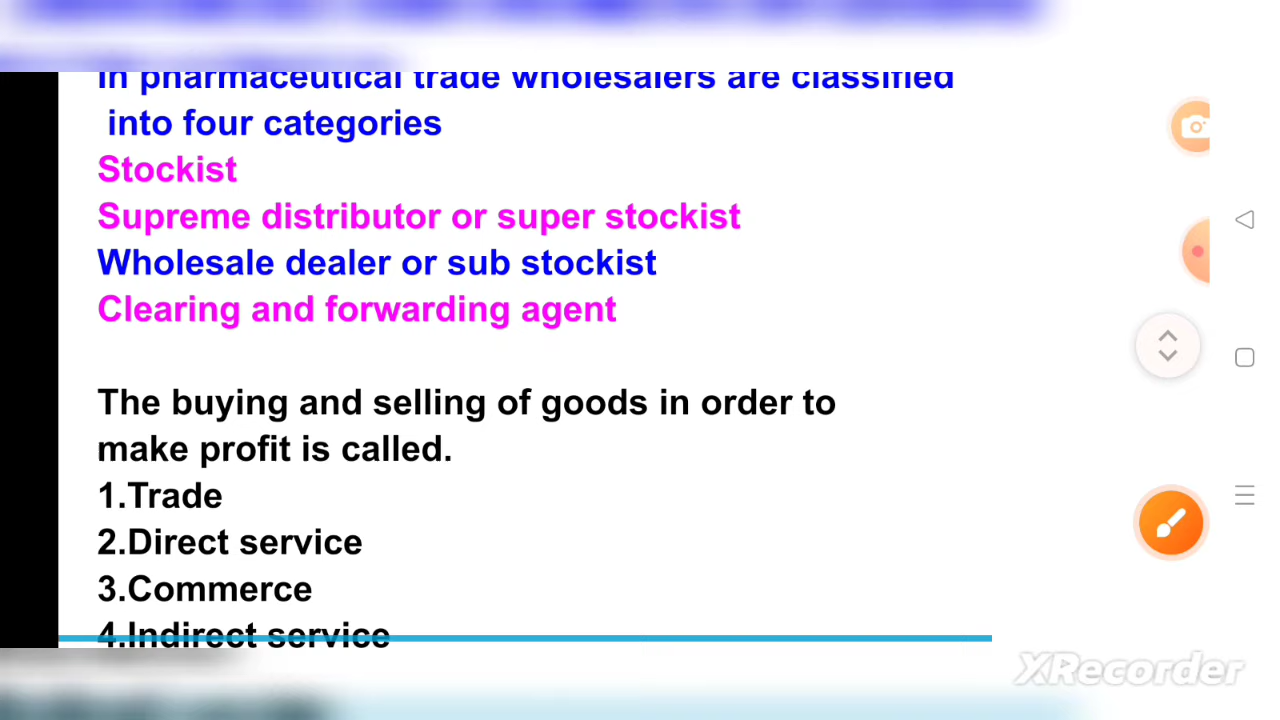 In pharmaceutical trade wholesalers are classified
into four categories
Stockist
Supreme distributor or super stockist
Wholesale dealer or sub stockist
Clearing and forwarding agent
The buying and selling of goods in order to
make profit is called.
1.Trade
2.Direct service
3.Commerce
4.Indirect service
XRecorder